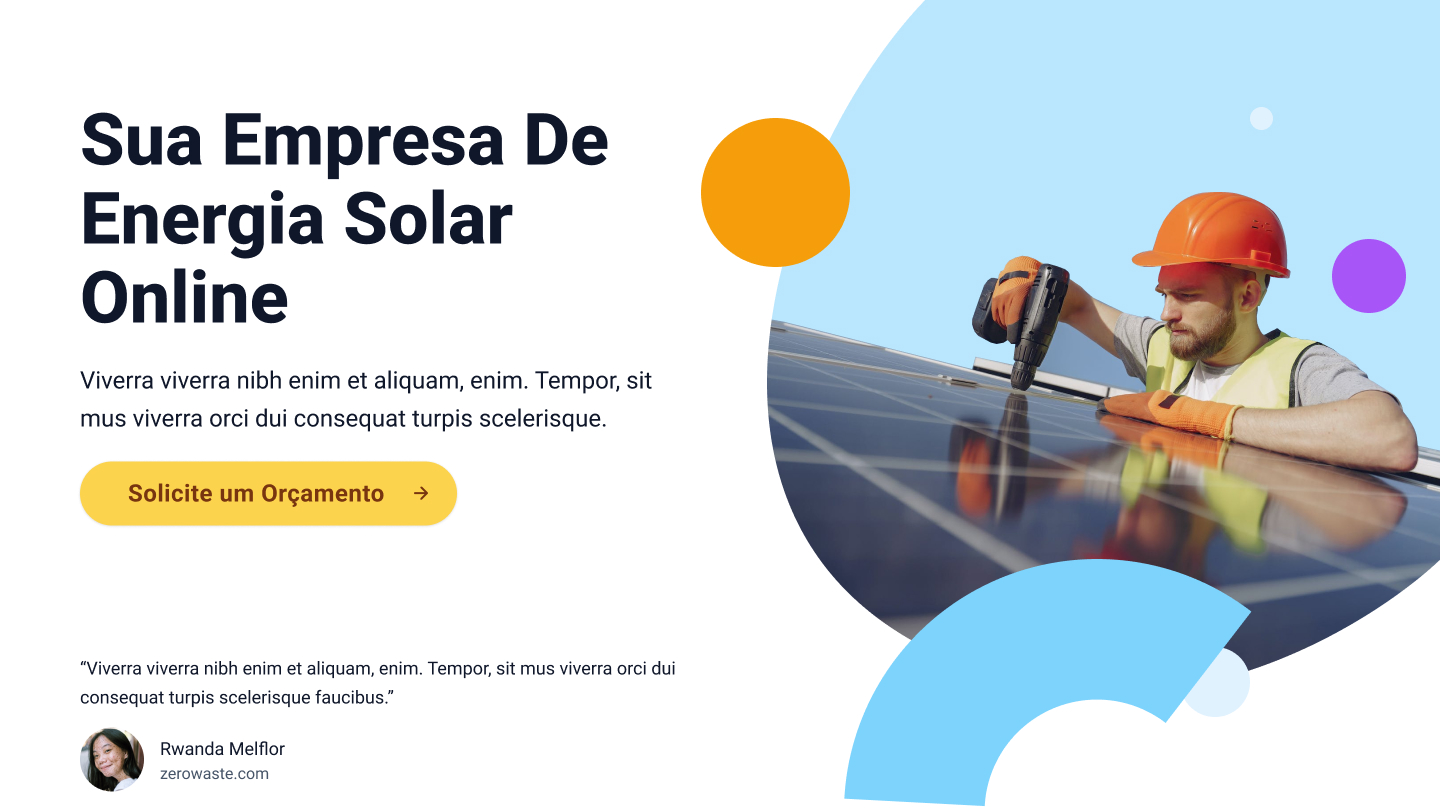 Sua Empresa De
Energia Solar
Online
Viverra viverra nibh enim et aliquam, enim. Tempor, sit
mus viverra orci dui consequat turpis scelerisque.
Solicite um Orçamento
“Viverra viverra nibh enim et aliquam, enim. Tempor, sit mus viverra orci dui
consequat turpis scelerisque faucibus.”
Rwanda Melflor
zerowaste.com